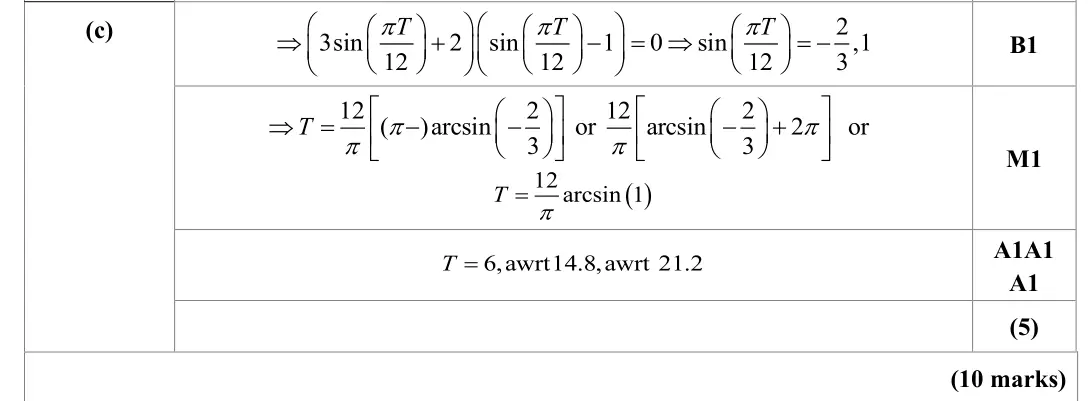 (c) ⇒(3sin(πT/12)+2)(sin(πT/12)−1)=0⇒sin(πT/12)=−2/3,1 B1
⇒T=12/π[(π−)arcsin(−2/3)] or 12/π[arcsin(−2/3)+2π] or
T=12/π arcsin(1) M1
T=6,awrt14.8,awrt 21.2 A1A1
A1
(5)
(10 marks)